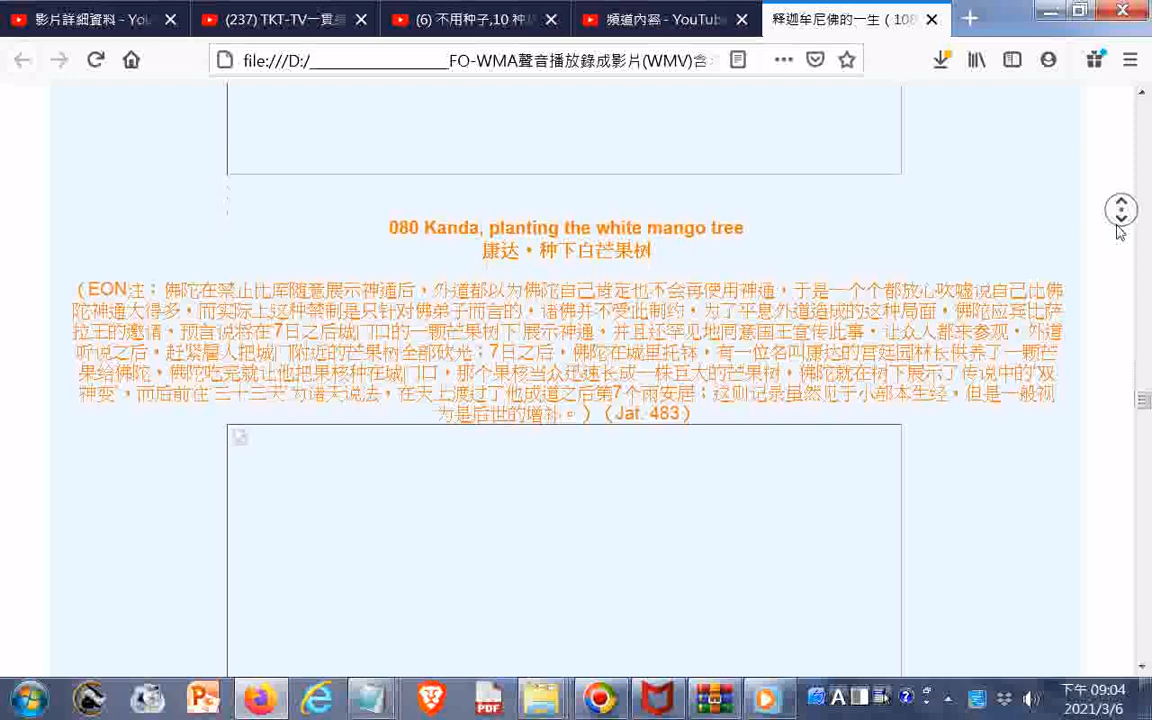 影片詳細資料 - You
(237) TKT-TV一貫
(6) 不用种子,10 种
頻道內容 - YouTub
释迦牟尼佛的一生（108
file:///D:/__________________FO-WMA聲音播放錄成影片(WMV)含
080 Kanda, planting the white mango tree
康达・种下白芒果树
（EON注：佛陀在禁止比库随意展示神通后，外道都以为佛陀自己肯定也不会再使用神通，于是一个个都放心吹嘘说自己比佛
陀神通大得多，而实际上这种禁制是只针对佛弟子而言的，诸佛并不受此制约，为了平息外道造成的这种局面，佛陀应宾比萨
拉王的邀请，预言说将在7日之后城门口的一颗芒果树下展示神通，并且还罕见地同意国王宣传此事，让众人都来参观，外道
听说之后，赶紧雇人把城门附近的芒果树全部砍光；7日之后，佛陀在城里托钵，有一位名叫康达的宫廷园林长供养了一颗芒
果给佛陀，佛陀吃完就让他把果核种在城门口，那个果核当众迅速长成一株巨大的芒果树，佛陀就在树下展示了传说中的“双
神变”，而后前往“三十三天”为诸天说法，在天上渡过了他成道之后第7个雨安居；这则记录虽然见于小部本生经，但是一般视
为是后世的增补。）（Jat. 483）
下午 09:04
2021/3/6